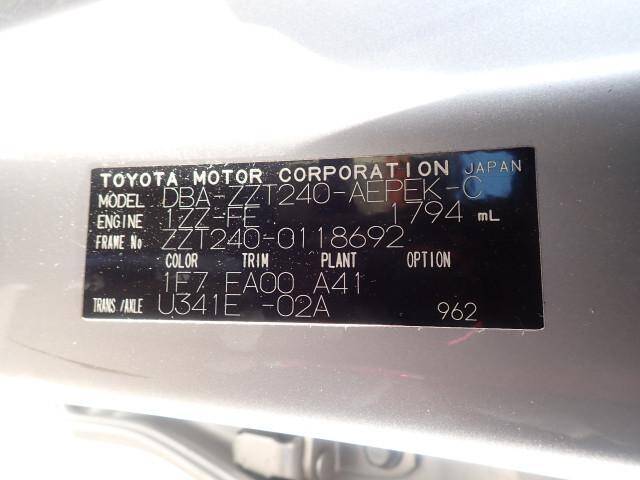 TOYOTA MOTOR CORPORATION JAPAN
MODEL DBA-ZZT240-AEPEK-C
ENGINE 1ZZ-FE 1794 mL
FRAME No ZZT240-0118692
COLOR TRIM PLANT OPTION
1F7 FA00 A41
TRANS/AXLE U341E -02A 962